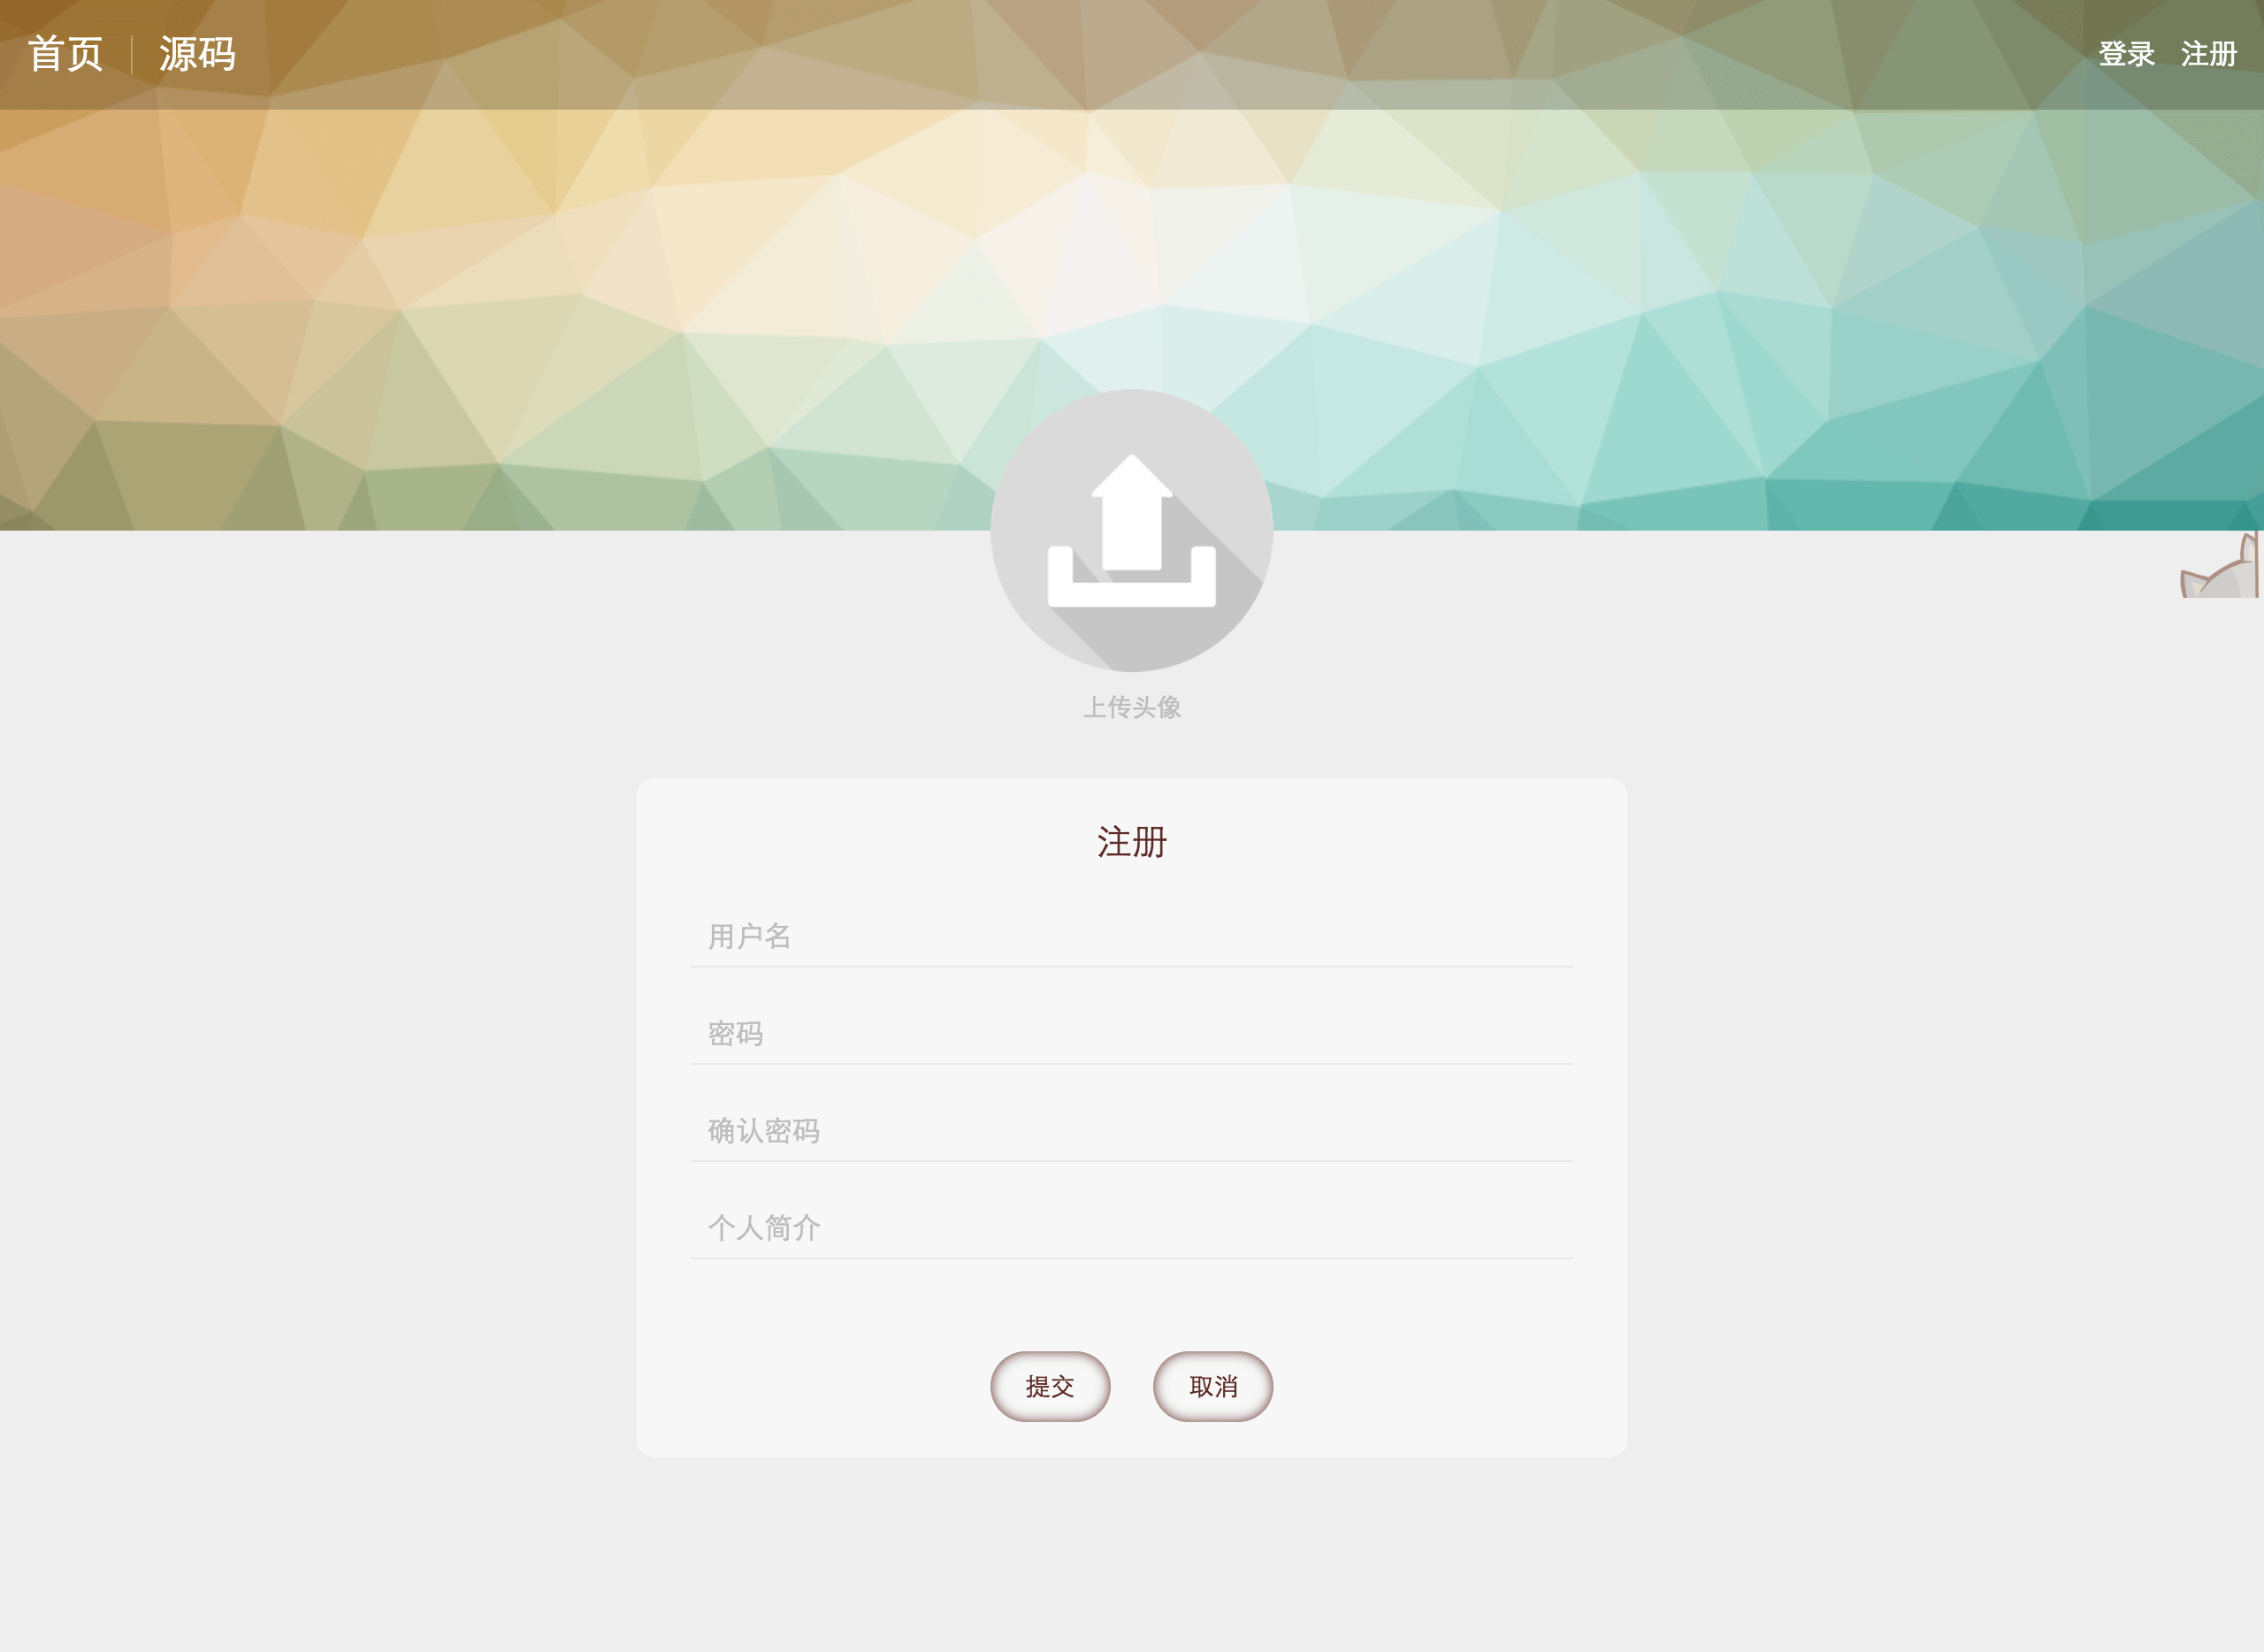 首页 源码 登录 注册
上传头像
注册
用户名
密码
确认密码
个人简介
提交 取消